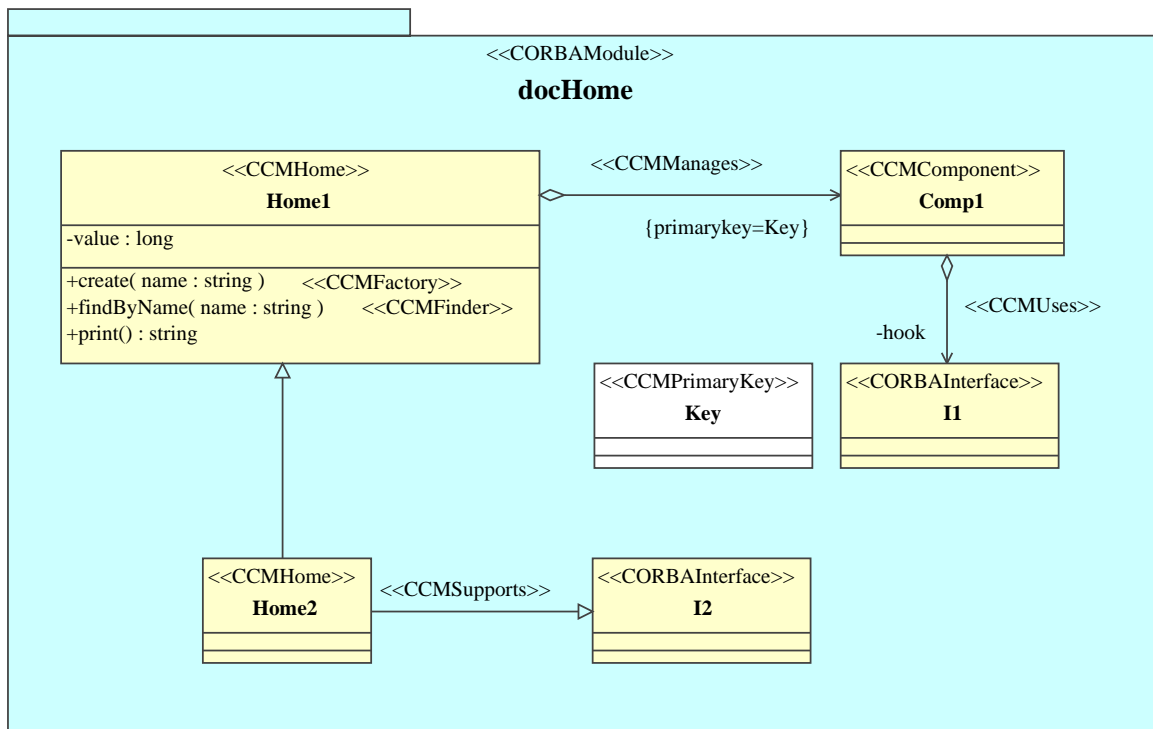 <<CORBAModule>>
docHome
<<CCMHome>>
Home1
-value : long
+create( name : string ) <<CCMFactory>>
+findByName( name : string ) <<CCMFinder>>
+print() : string
<<CCMManages>>
{primarykey=Key}
<<CCMComponent>>
Comp1
<<CCMUses>>
-hook
<<CCMPrimaryKey>>
Key
<<CORBAInterface>>
I1
<<CCMHome>>
Home2
<<CCMSupports>>
<<CORBAInterface>>
I2